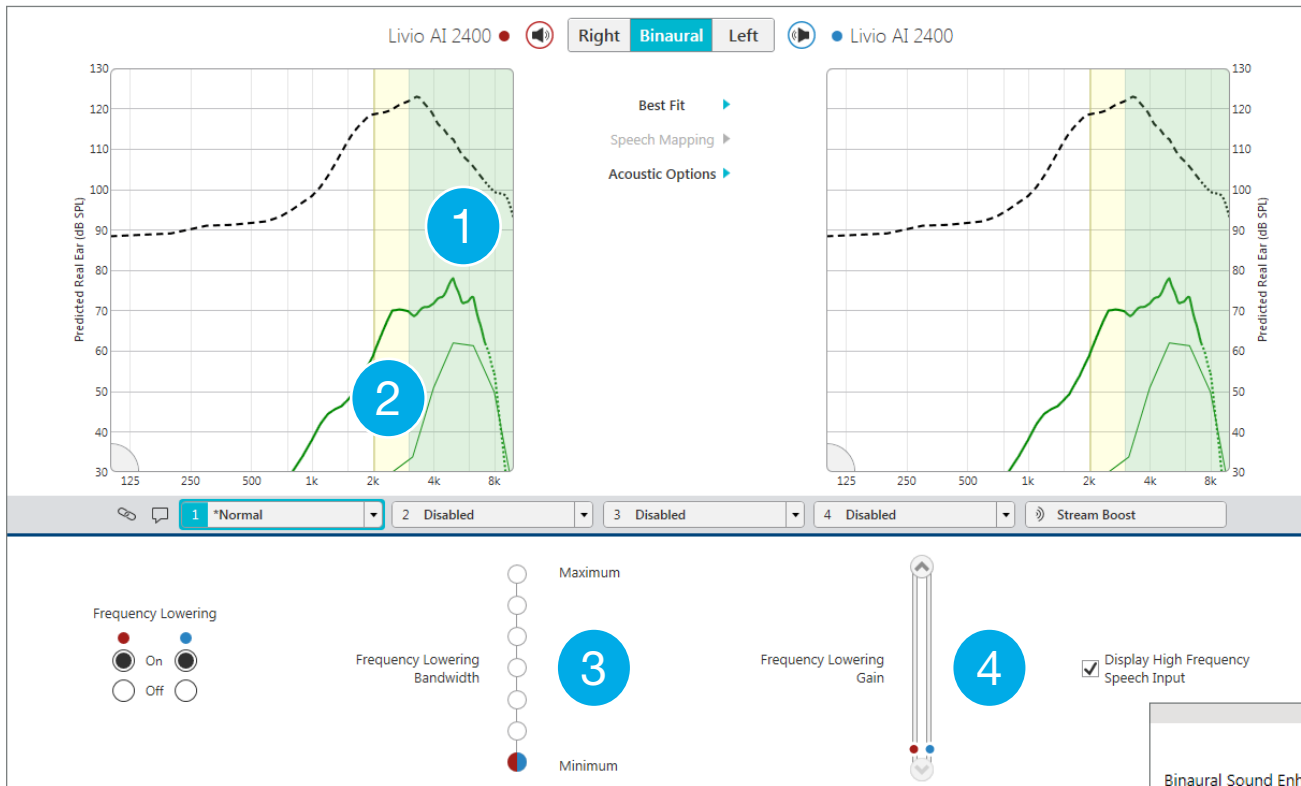 Livio AI 2400
Right Binaural Left
Livio AI 2400
Predicted Real Ear (dB SPL)
130
120
110
100
90
80
70
60
50
40
30
125 250 500 1k 2k 4k 8k
1
2
Best Fit
Speech Mapping
Acoustic Options
130
120
110
100
90
80
70
60
50
40
30
Predicted Real Ear (dB SPL)
125 250 500 1k 2k 4k 8k
1 *Normal
2 Disabled
3 Disabled
4 Disabled
Stream Boost
Frequency Lowering
On
Off
Frequency Lowering
Bandwidth
Maximum
3
Minimum
Frequency Lowering
Gain
4
Display High Frequency
Speech Input
Binaural Sound Enh